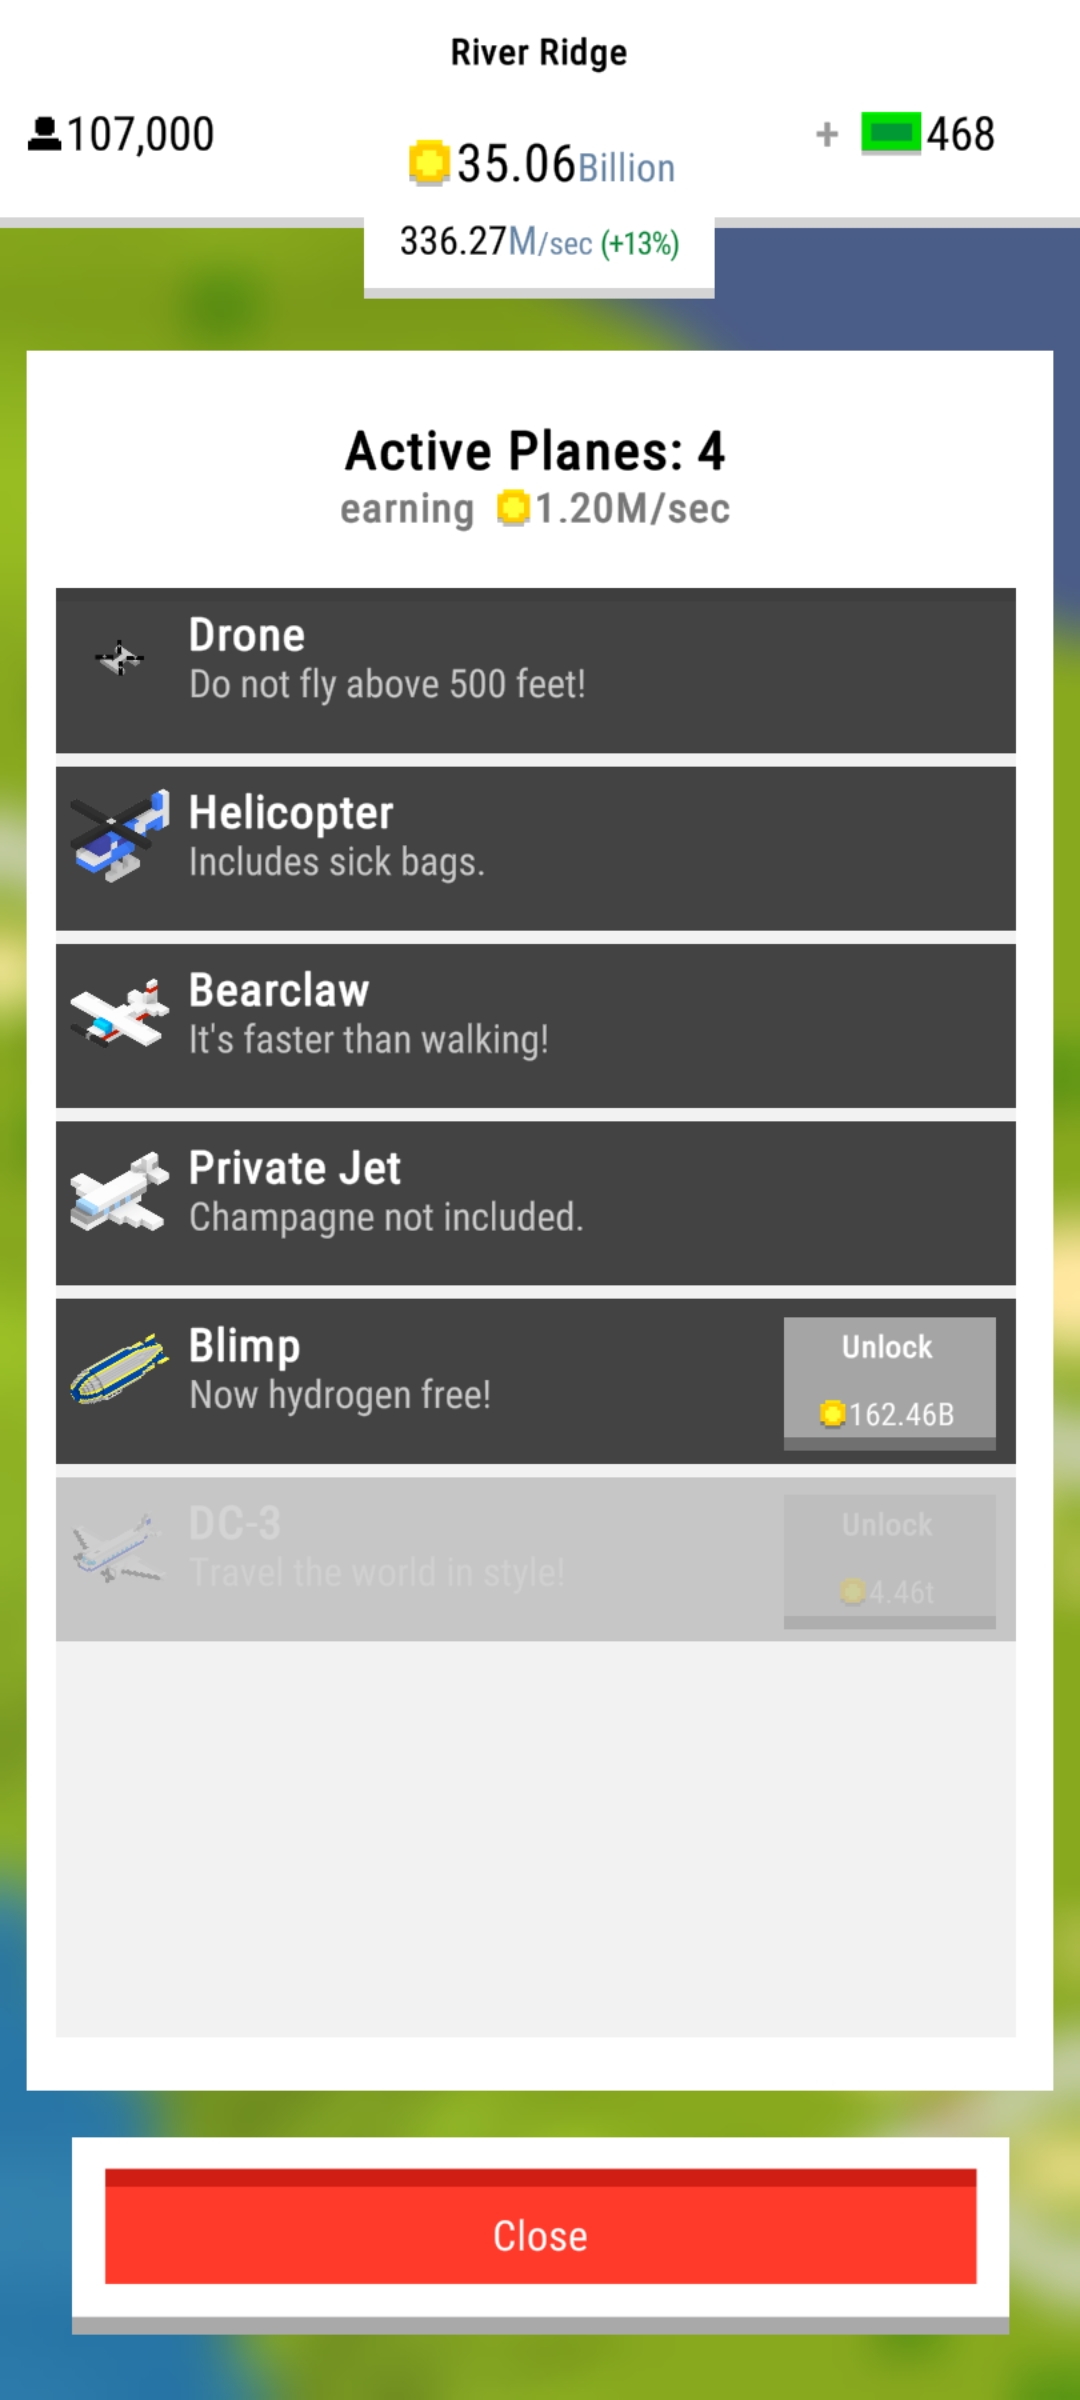 River Ridge
107,000
35.06Billion
+ 468
336.27M/sec (+13%)
Active Planes: 4
earning 1.20M/sec
Drone
Do not fly above 500 feet!
Helicopter
Includes sick bags.
Bearclaw
It's faster than walking!
Private Jet
Champagne not included.
Blimp
Now hydrogen free!
Unlock
162.46B
DC-3
Travel the world in style!
Unlock
4.46t
Close